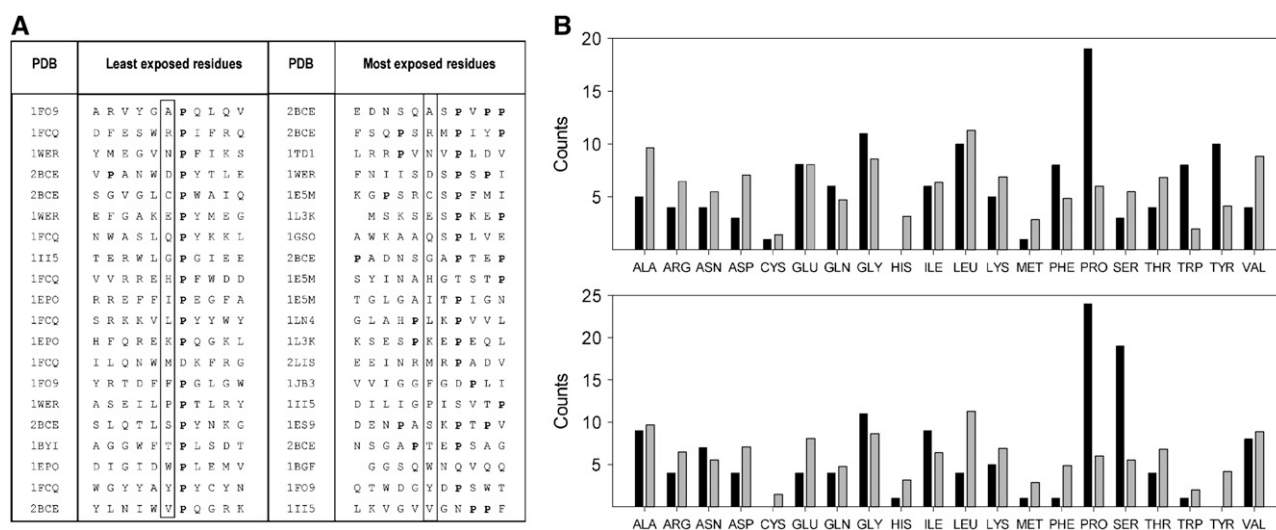 A
PDB Least exposed residues PDB Most exposed residues
1FO9 A R V Y G A P Q L Q V 2BCE E D N S Q A S P V P P
1FCQ D F E S W R P I F R Q 2BCE F S Q P S R M P I Y P
1WER Y M E G V N P F I K S 1TD1 L R R P V N V P L D V
2BCE V P A N W D P Y T L E 1WER F N I I S D S P S P I
2BCE S G V G L C P W A I Q 1E5M K G P S R C S P F M I
1WER E F G A K E P Y M E G 1L3K M S K S E S P K E P
1FCQ N W A S L Q P Y K K L 1GSO A W K A A Q S P L V E
1II5 T E R W L G P G I E E 2BCE P A D N S G A P T E P
1FCQ V V R R E H P F W D D 1E5M S Y I N A H G T S T P
1EPO R R E F F I P E G F A 1E5M T G L G A I T P I G N
1FCQ S R K K V L P Y Y W Y 1LN4 G L A H P L K P V V L
1EPO H F Q R E K P Q G K L 1L3K K S E S P K E P E Q L
1FCQ I L Q N W M D K F R G 2LIS E E I N R M R P A D V
1FO9 Y R T D F F P G L G W 1JB3 V V I G G F G D P L I
1WER A S E I L P P T L R Y 1II5 D I L I G P I S V T P
2BCE S L Q T L S P Y N K G 1ES9 D E N P A S K P T P V
1BYI A G G W F T P L S D T 2BCE N S G A P T E P S A G
1EPO D I G I D W P L E M V 1BGF G G S Q W N Q V Q Q
1FCQ W G Y Y A Y P Y C Y N 1FO9 Q T W D G Y D P S W T
2BCE Y L N I W V P Q G R K 1II5 L K V G V V G N P P F
B
20
15
10
5
Counts
ALA ARG ASN ASP CYS GLU GLN GLY HIS ILE LEU LYS MET PHE PRO SER THR TRP TYR VAL
25
20
15
10
5
Counts
ALA ARG ASN ASP CYS GLU GLN GLY HIS ILE LEU LYS MET PHE PRO SER THR TRP TYR VAL